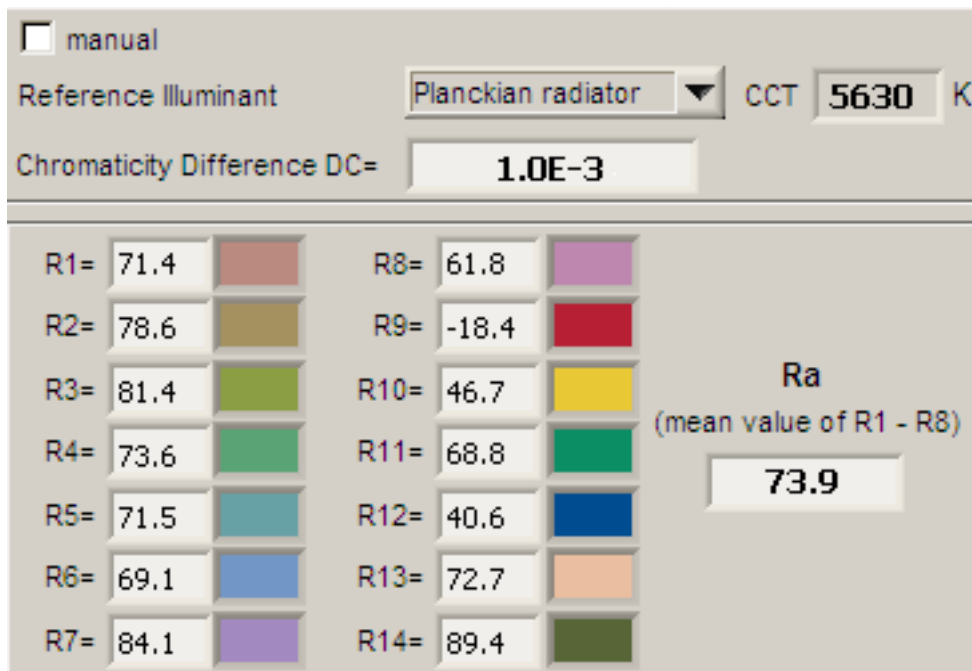 manual
Reference Illuminant Planckian radiator CCT 5630 K
Chromaticity Difference DC= 1.0E-3
R1= 71.4 R8= 61.8
R2= 78.6 R9= -18.4
R3= 81.4 R10= 46.7
R4= 73.6 R11= 68.8
R5= 71.5 R12= 40.6
R6= 69.1 R13= 72.7
R7= 84.1 R14= 89.4
Ra
(mean value of R1 - R8)
73.9